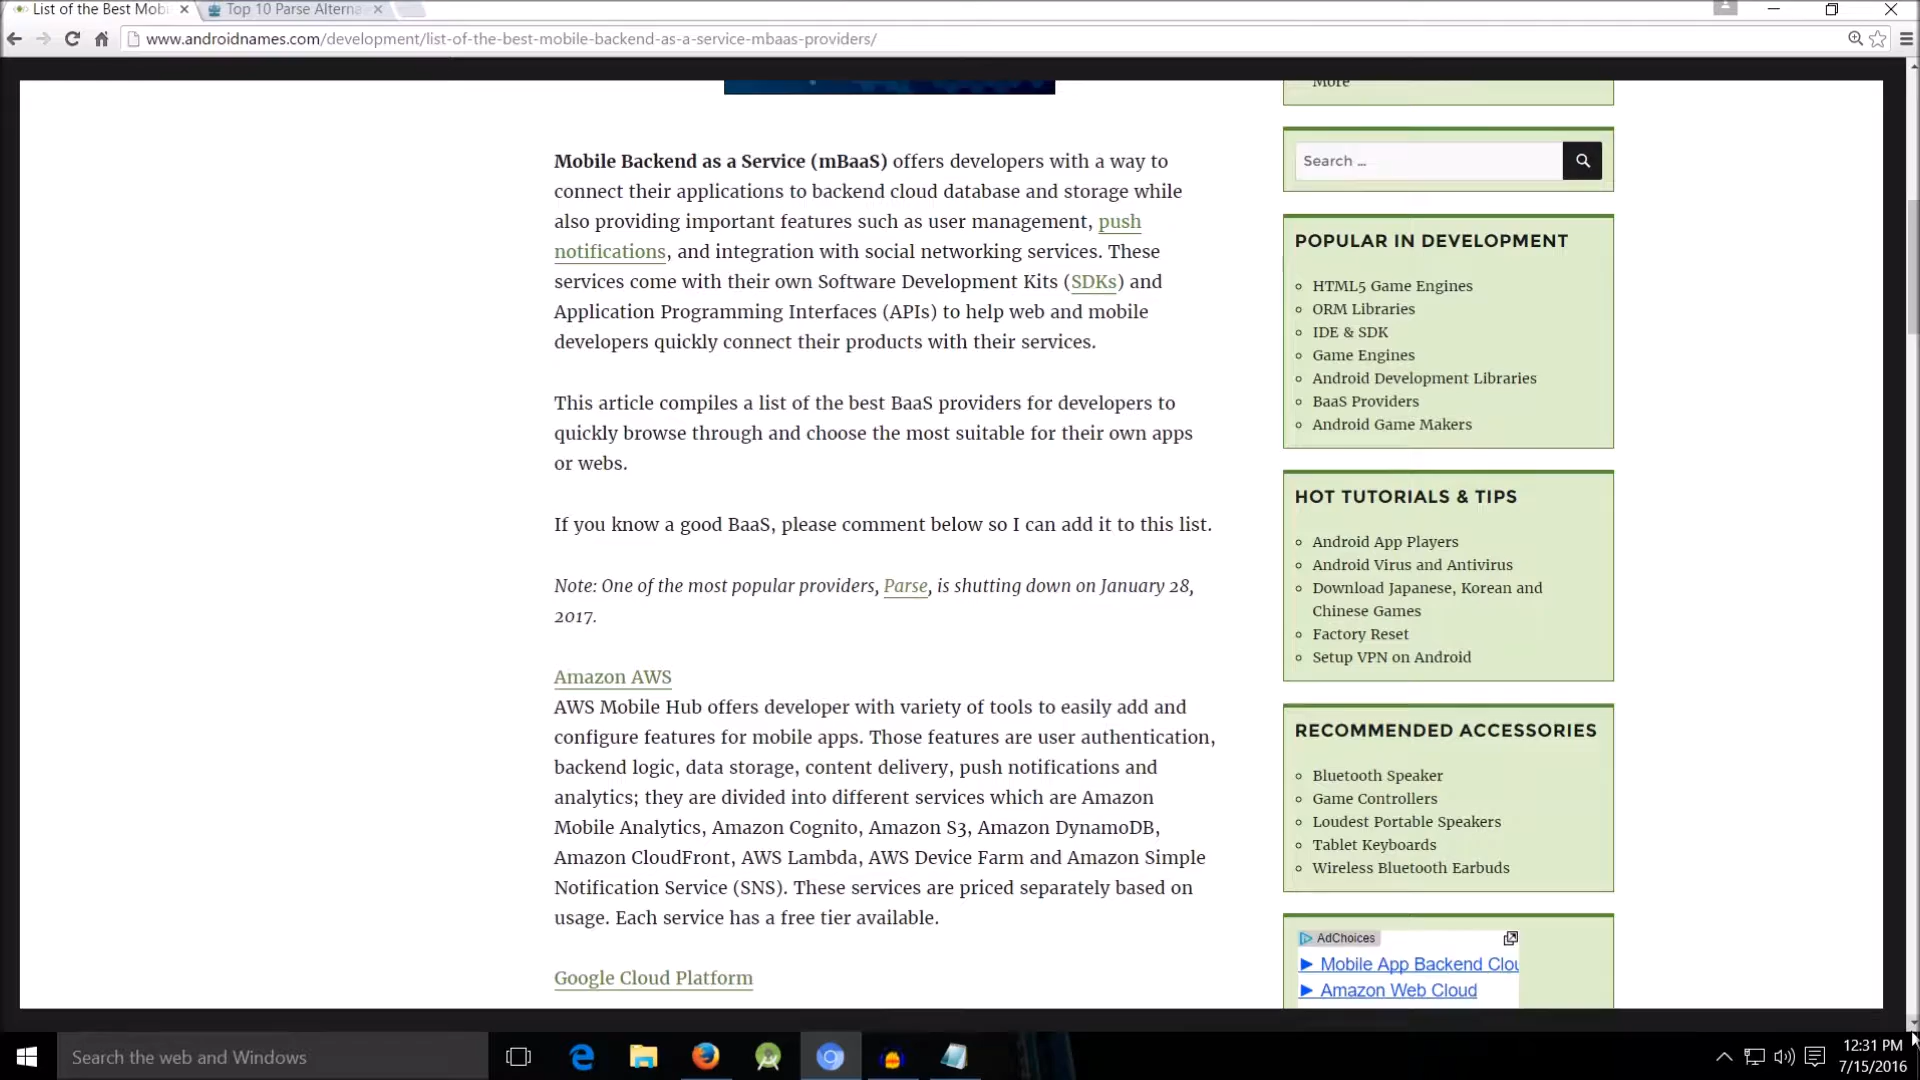 List of the Best Mob
Top 10 Parse Alterna
www.androidnames.com/development/list-of-the-best-mobile-backend-as-a-service-mbaas-providers/
Mobile Backend as a Service (mBaaS) offers developers with a way to
connect their applications to backend cloud database and storage while
also providing important features such as user management, push
notifications, and integration with social networking services. These
services come with their own Software Development Kits (SDKs) and
Application Programming Interfaces (APIs) to help web and mobile
developers quickly connect their products with their services.
This article compiles a list of the best BaaS providers for developers to
quickly browse through and choose the most suitable for their own apps
or webs.
If you know a good BaaS, please comment below so I can add it to this list.
Note: One of the most popular providers, Parse, is shutting down on January 28,
2017.
Amazon AWS
AWS Mobile Hub offers developer with variety of tools to easily add and
configure features for mobile apps. Those features are user authentication,
backend logic, data storage, content delivery, push notifications and
analytics; they are divided into different services which are Amazon
Mobile Analytics, Amazon Cognito, Amazon S3, Amazon DynamoDB,
Amazon CloudFront, AWS Lambda, AWS Device Farm and Amazon Simple
Notification Service (SNS). These services are priced separately based on
usage. Each service has a free tier available.
Google Cloud Platform
More
Search ...
POPULAR IN DEVELOPMENT
HTML5 Game Engines
ORM Libraries
IDE & SDK
Game Engines
Android Development Libraries
BaaS Providers
Android Game Makers
HOT TUTORIALS & TIPS
Android App Players
Android Virus and Antivirus
Download Japanese, Korean and
Chinese Games
Factory Reset
Setup VPN on Android
RECOMMENDED ACCESSORIES
Bluetooth Speaker
Game Controllers
Loudest Portable Speakers
Tablet Keyboards
Wireless Bluetooth Earbuds
AdChoices
Mobile App Backend Clou
Amazon Web Cloud
Search the web and Windows
12:31 PM
7/15/2016